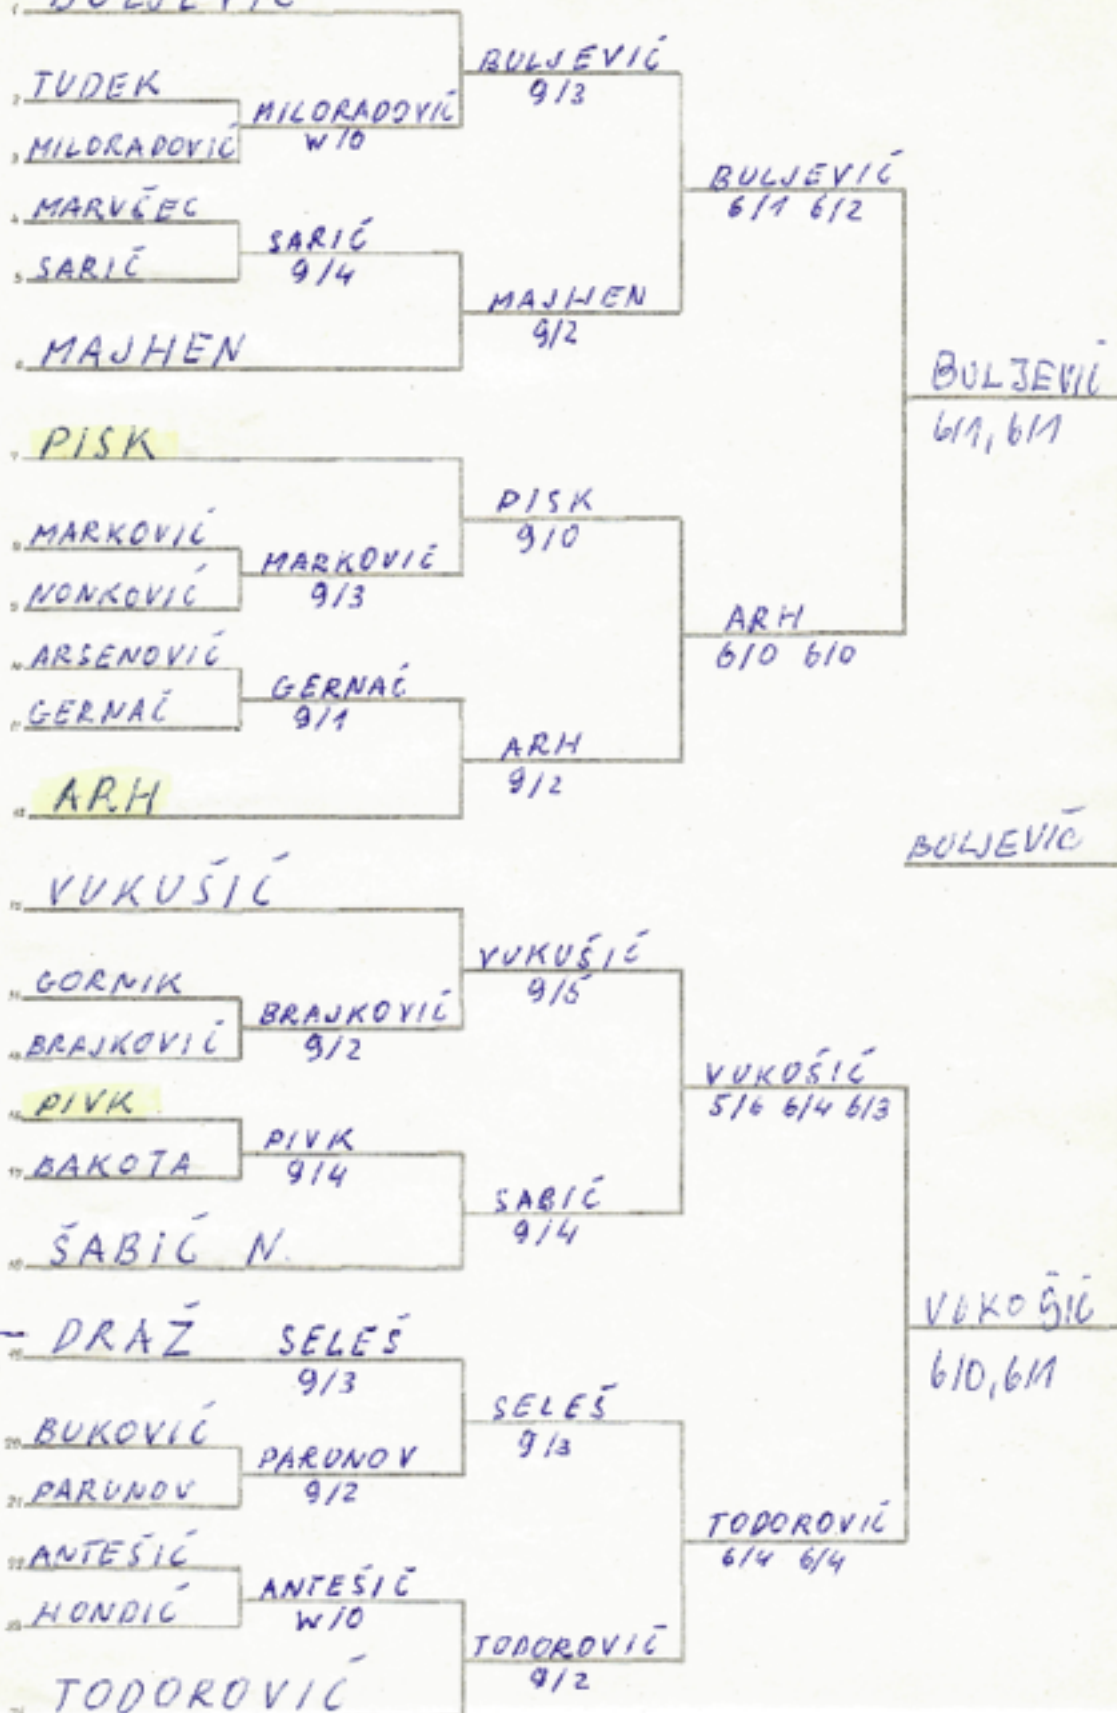 BULJEVIĆ
TUDEK
MILORADOVIĆ
MARVČEC
SARIČ
MAJHEN
PISK
MARKOVIĆ
NONKOVIĆ
ARSENOVIĆ
GERNAĆ
ARH
VUKUŠIĆ
GORNIK
BRAJKOVIĆ
PIVK
BAKOTA
ŠABIĆ N.
DRAŽ
BUKOVIĆ
PARUNOV
ANTEŠIĆ
HONDIĆ
TODOROVIĆ
MILORADOVIĆ
w/o
SARIĆ
9/4
MARKOVIĆ
9/3
GERNAĆ
9/1
BRAJKOVIĆ
9/2
PIVK
9/4
SELEŠ
9/3
PARUNOV
9/2
ANTEŠIĆ
w/o
BULJEVIĆ
9/3
MAJHEN
9/2
PISK
9/0
ARH
9/2
VUKUŠIĆ
9/5
SABIĆ
9/4
SELEŠ
9/3
TODOROVIĆ
9/2
BULJEVIĆ
6/1 6/2
ARH
6/0 6/0
VUKOŠIĆ
5/6 6/4 6/3
TODOROVIĆ
6/4 6/4
BULJEVIĆ
6/1, 6/1
VUKOŠIĆ
6/0, 6/1
BULJEVIĆ